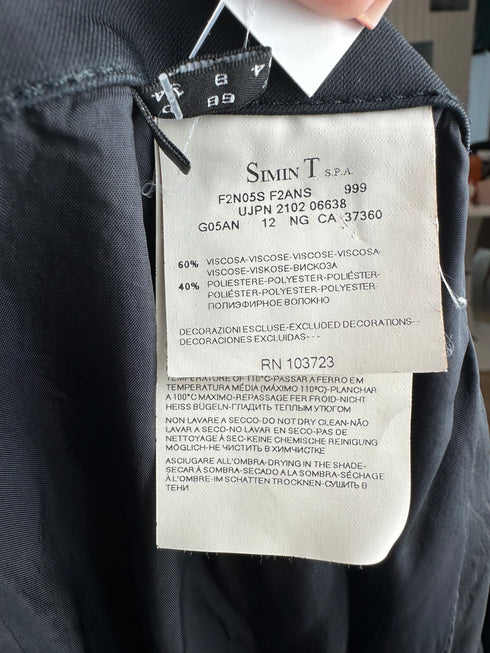 SIMIN T S.P.A.
F2N05S F2ANS 999
UJPN 2102 06638
G05AN 12 NG CA 37360
60% VISCOSA-VISCOSE-VISCOSE-VISCOSA-
VISCOSE-VISKOSE-ВИСКОЗА
40% POLIESTERE-POLYESTER-POLIÉSTER-
POLIÉSTER-POLYESTER-POLYESTER-
ПОЛИЭФИРНОЕ ВОЛОКНО
DECORAZIONI ESCLUSE-EXCLUDED DECORATIONS--
DECORACIONES EXCLUIDAS---
RN 103723
TEMPERATURE OF 110°C-PASSAR A FERRO EM
TEMPERATURA MÉDIA (MÁXIMO 110ºC)-PLANCHAR
A 100°C MAXIMO-REPASSAGE FER FROID-NICHT
HEISS BÜGELN-ГЛАДИТЬ ТЕПЛЫМ УТЮГОМ
NON LAVARE A SECCO-DO NOT DRY CLEAN-NÃO
LAVAR A SECO-NO LAVAR EN SECO-PAS DE
NETTOYAGE À SEC-KEINE CHEMISCHE REINIGUNG
MÖGLICH-НЕ ЧИСТИТЬ В ХИМЧИСТКЕ
ASCIUGARE ALL'OMBRA-DRYING IN THE SHADE-
SECAR À SOMBRA-SECADO A LA SOMBRA-SÉCHAGE
À L'OMBRE-IM SCHATTEN TROCKNEN-СУШИТЬ В
ТЕНИ